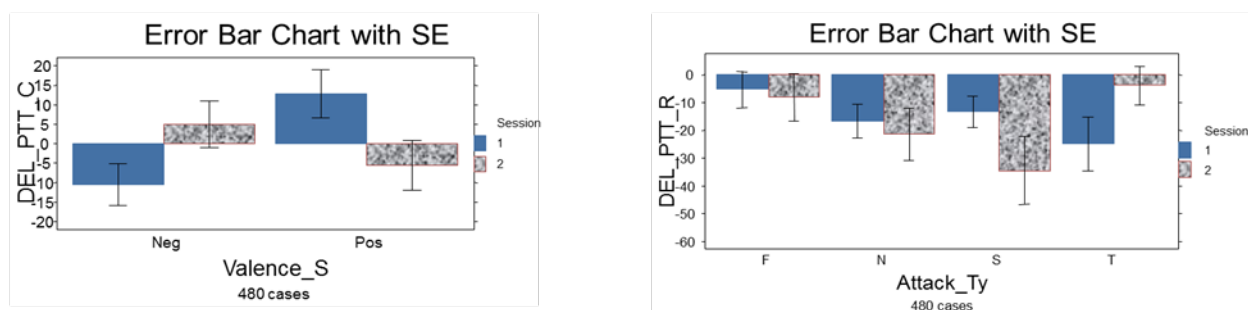 Error Bar Chart with SE
DEL_PTT_C
20
15
10
5
0
-5
-10
-15
-20
Neg Pos
Valence_S
480 cases
Session
1
2
Error Bar Chart with SE
DEL_PTT_R
0
-10
-20
-30
-40
-50
-60
F N S T
Attack_Ty
480 cases
Session
1
2